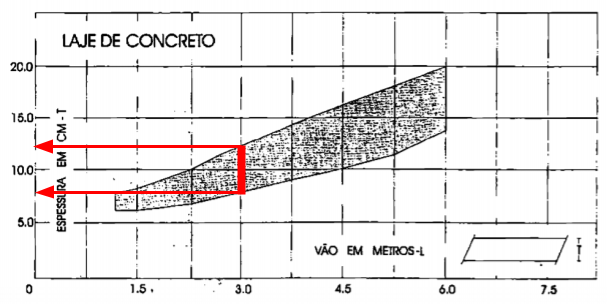 LAJE DE CONCRETO
20.0
15.0
10.0
5.0
ESPESSURA EM CM - T
VÃO EM METROS - L
T
0
1.5
3.0
4.5
6.0
7.5